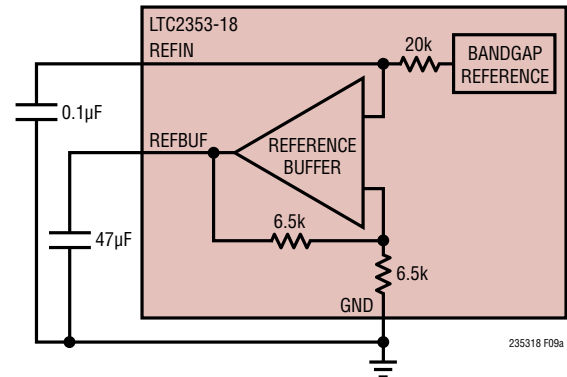 LTC2353-18
REFIN
20k
BANDGAP
REFERENCE
0.1µF
REFBUF
REFERENCE
BUFFER
6.5k
47µF
6.5k
GND
235318 F09a